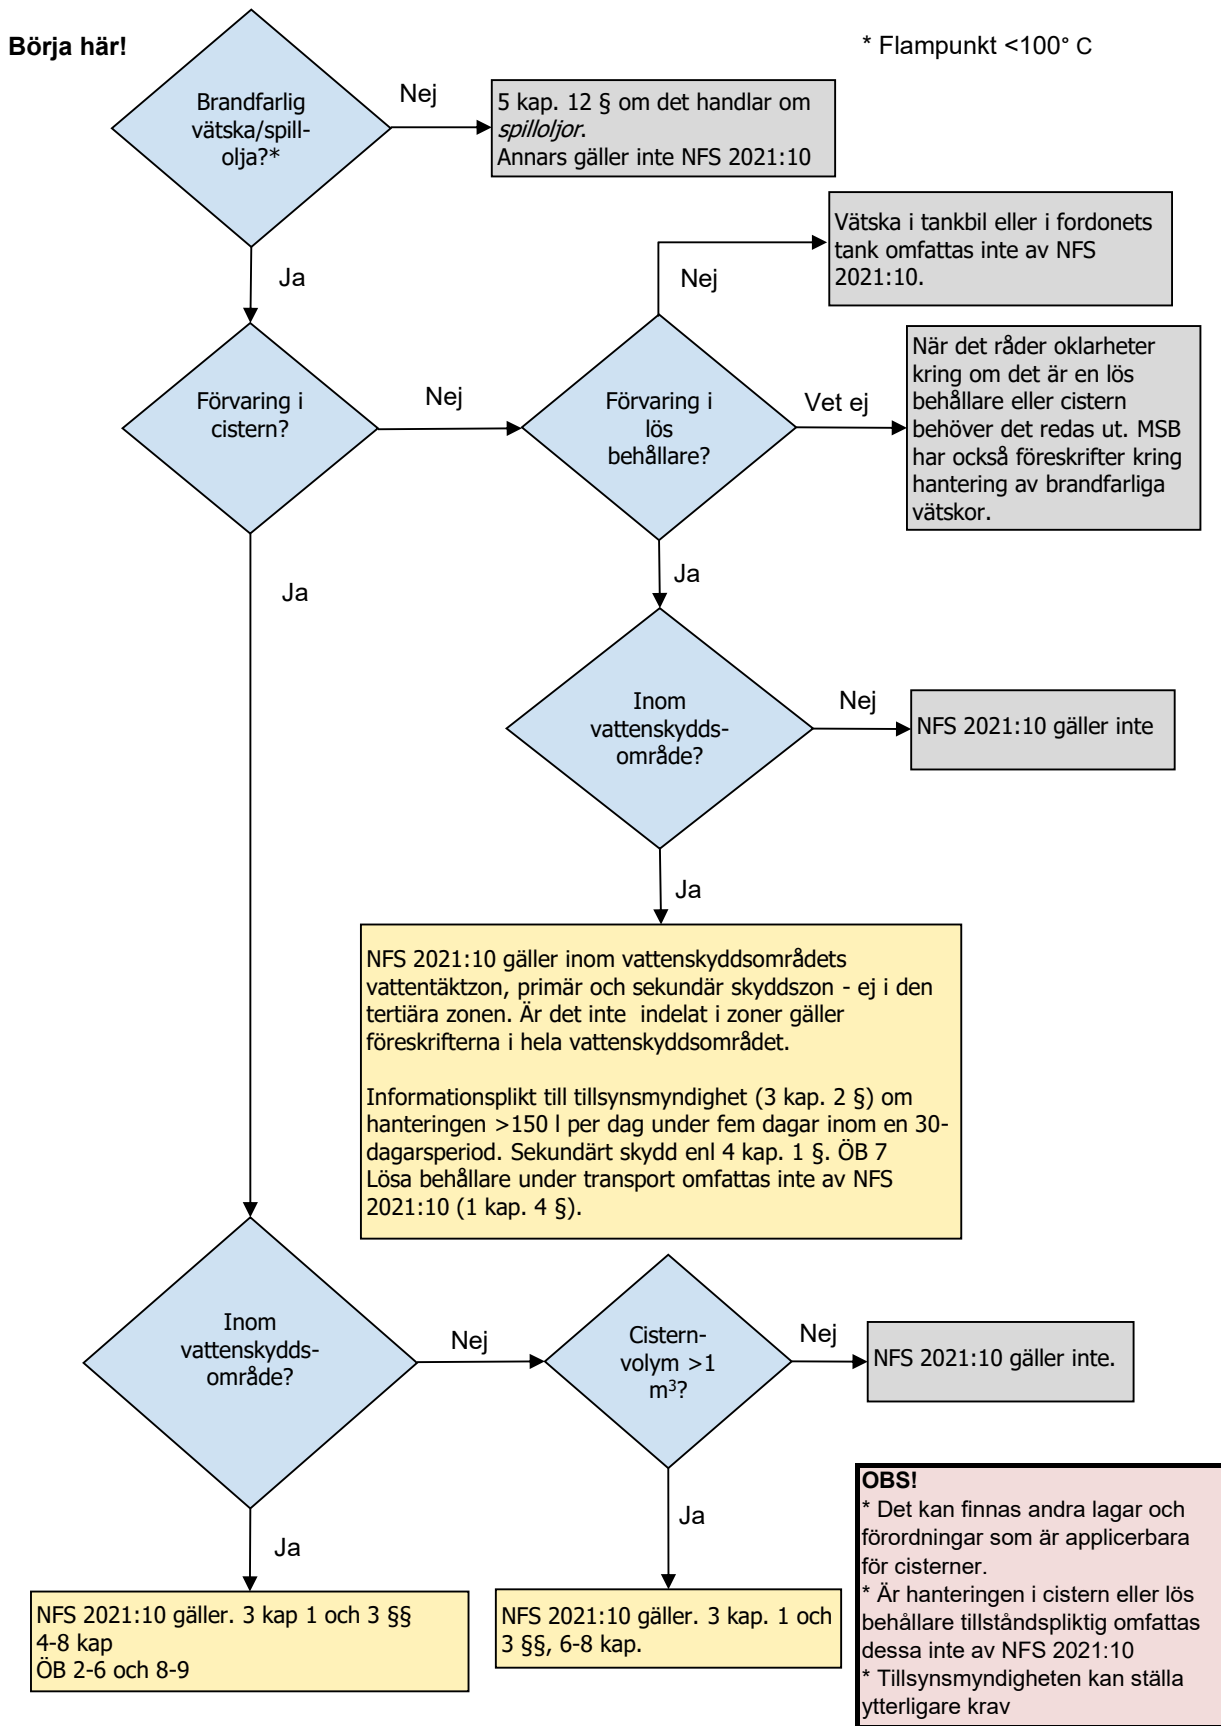 Börja här!
* Flampunkt <100° C
Brandfarlig
vätska/spill-
olja?*
Nej
5 kap. 12 § om det handlar om
spilloljor.
Annars gäller inte NFS 2021:10
Ja
Vätska i tankbil eller i fordonets
tank omfattas inte av NFS
2021:10.
Nej
Förvaring i
cistern?
Nej
Förvaring i
lös
behållare?
Vet ej
När det råder oklarheter
kring om det är en lös
behållare eller cistern
behöver det redas ut. MSB
har också föreskrifter kring
hantering av brandfarliga
vätskor.
Ja
Ja
Inom
vattenskydds-
område?
Nej
NFS 2021:10 gäller inte
Ja
NFS 2021:10 gäller inom vattenskyddsområdets
vattentäktzon, primär och sekundär skyddszon - ej i den
tertiära zonen. Är det inte  indelat i zoner gäller
föreskrifterna i hela vattenskyddsområdet.
Informationsplikt till tillsynsmyndighet (3 kap. 2 §) om
hanteringen >150 l per dag under fem dagar inom en 30-
dagarsperiod. Sekundärt skydd enl 4 kap. 1 §. ÖB 7
Lösa behållare under transport omfattas inte av NFS
2021:10 (1 kap. 4 §).
Inom
vattenskydds-
område?
Nej
Cistern-
volym >1
m³?
Nej
NFS 2021:10 gäller inte.
Ja
Ja
NFS 2021:10 gäller. 3 kap 1 och 3 §§
4-8 kap
ÖB 2-6 och 8-9
NFS 2021:10 gäller. 3 kap. 1 och
3 §§, 6-8 kap.
OBS!
* Det kan finnas andra lagar och
förordningar som är applicerbara
för cisterner.
* Är hanteringen i cistern eller lös
behållare tillståndspliktig omfattas
dessa inte av NFS 2021:10
* Tillsynsmyndigheten kan ställa
ytterligare krav